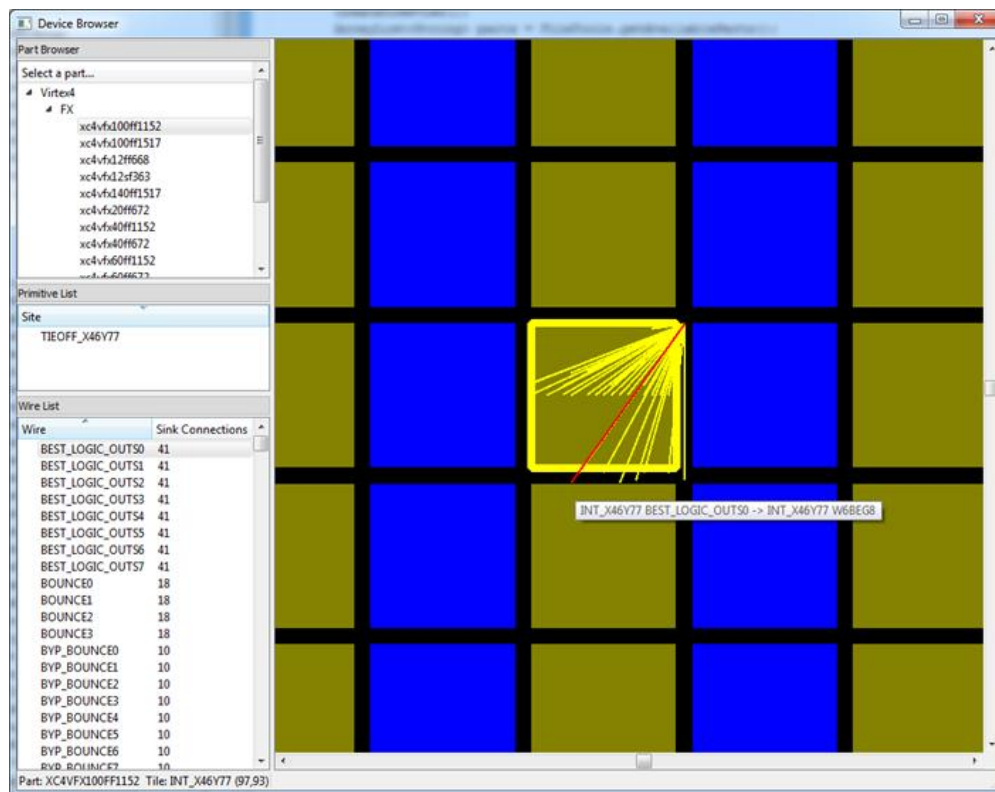 Device Browser
Part Browser
Select a part...
Virtex4
FX
xc4vfx100ff1152
xc4vfx100ff1517
xc4vfx12ff668
xc4vfx12sf363
xc4vfx140ff1517
xc4vfx20ff672
xc4vfx40ff1152
xc4vfx40ff672
xc4vfx60ff1152
xc4vfx60ff672
Primitive List
Site
TIEOFF_X46Y77
Wire List
Wire Sink Connections
BEST_LOGIC_OUTS0 41
BEST_LOGIC_OUTS1 41
BEST_LOGIC_OUTS2 41
BEST_LOGIC_OUTS3 41
BEST_LOGIC_OUTS4 41
BEST_LOGIC_OUTS5 41
BEST_LOGIC_OUTS6 41
BEST_LOGIC_OUTS7 41
BOUNCE0 18
BOUNCE1 18
BOUNCE2 18
BOUNCE3 18
BYP_BOUNCE0 10
BYP_BOUNCE1 10
BYP_BOUNCE2 10
BYP_BOUNCE3 10
BYP_BOUNCE4 10
BYP_BOUNCE5 10
BYP_BOUNCE6 10
BYP_BOUNCE7 10
INT_X46Y77 BEST_LOGIC_OUTS0 -> INT_X46Y77 W6BEG8
Part: XC4VFX100FF1152 Tile: INT_X46Y77 (97,93)